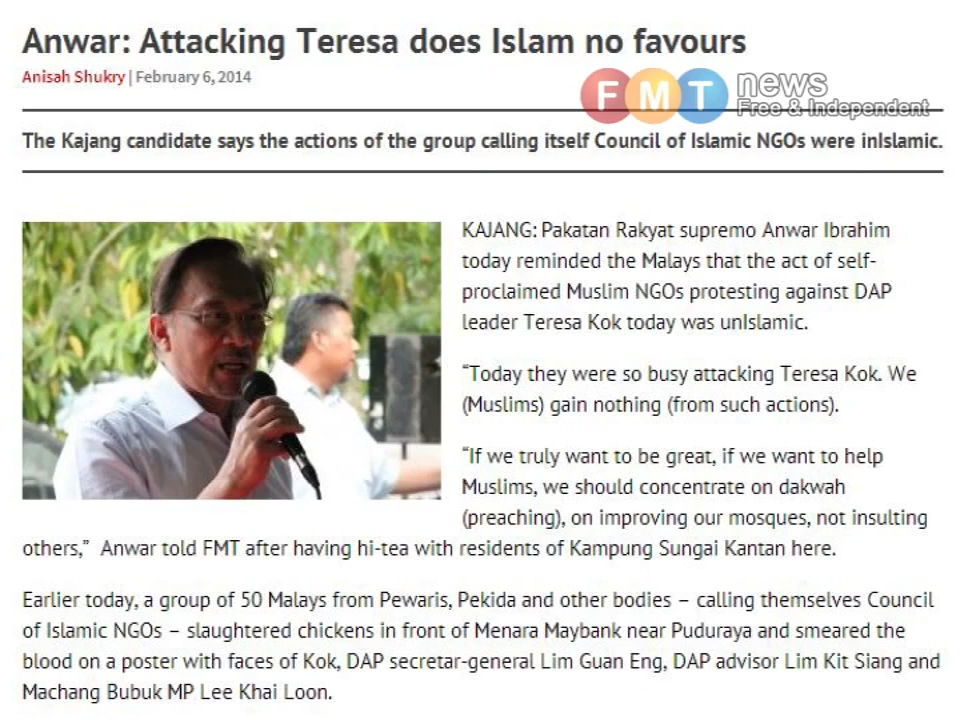 Anwar: Attacking Teresa does Islam no favours
Anisah Shukry | February 6, 2014
FMT news
Free & Independent
The Kajang candidate says the actions of the group calling itself Council of Islamic NGOs were inIslamic.
KAJANG: Pakatan Rakyat supremo Anwar Ibrahim
today reminded the Malays that the act of self-
proclaimed Muslim NGOs protesting against DAP
leader Teresa Kok today was unIslamic.
“Today they were so busy attacking Teresa Kok. We
(Muslims) gain nothing (from such actions).
“If we truly want to be great, if we want to help
Muslims, we should concentrate on dakwah
(preaching), on improving our mosques, not insulting
others,” Anwar told FMT after having hi-tea with residents of Kampung Sungai Kantan here.
Earlier today, a group of 50 Malays from Pewaris, Pekida and other bodies – calling themselves Council
of Islamic NGOs – slaughtered chickens in front of Menara Maybank near Puduraya and smeared the
blood on a poster with faces of Kok, DAP secretar-general Lim Guan Eng, DAP advisor Lim Kit Siang and
Machang Bubuk MP Lee Khai Loon.